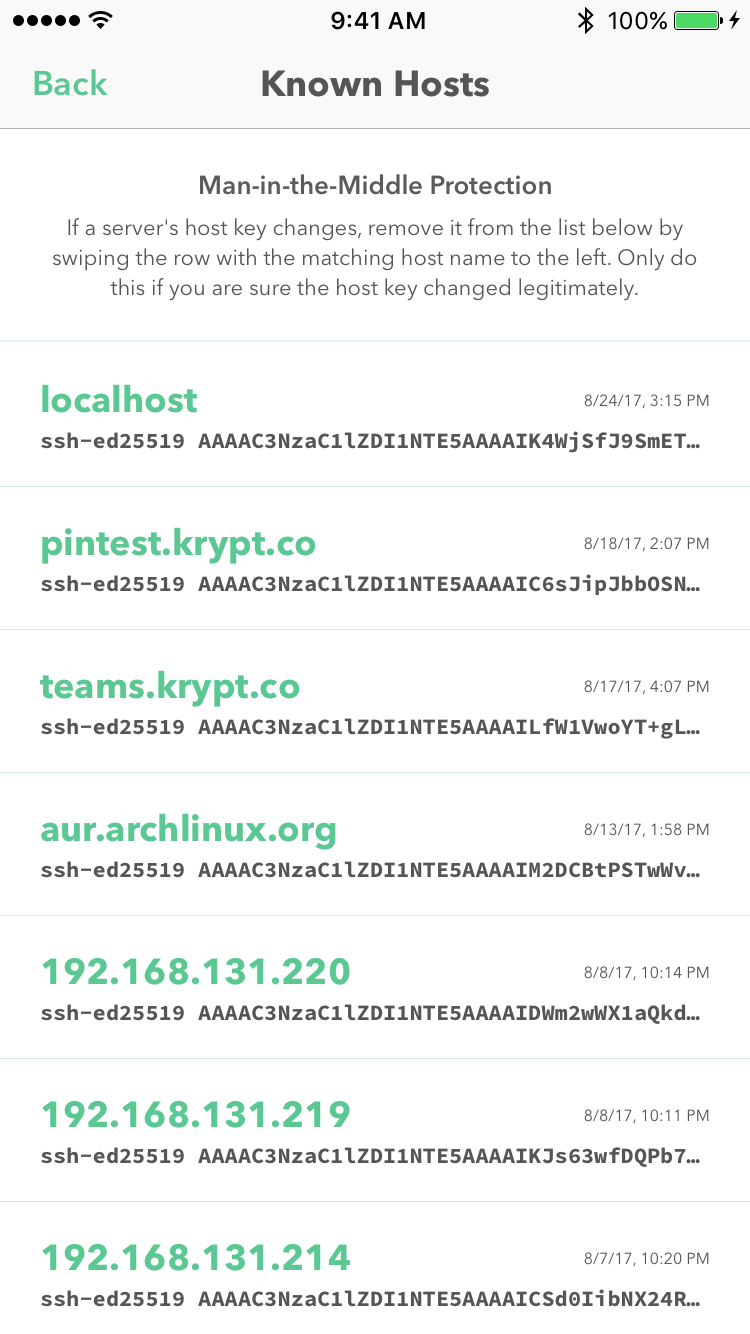 9:41 AM 100%
Back Known Hosts
Man-in-the-Middle Protection
If a server's host key changes, remove it from the list below by
swiping the row with the matching host name to the left. Only do
this if you are sure the host key changed legitimately.
localhost 8/24/17, 3:15 PM
ssh-ed25519 AAAAC3NzaC1lZDI1NTE5AAAAIK4WjSfJ9SmET…
pintest.krypt.co 8/18/17, 2:07 PM
ssh-ed25519 AAAAC3NzaC1lZDI1NTE5AAAAIC6sJipJbbOSN…
teams.krypt.co 8/17/17, 4:07 PM
ssh-ed25519 AAAAC3NzaC1lZDI1NTE5AAAAILfW1VwoYT+gL…
aur.archlinux.org 8/13/17, 1:58 PM
ssh-ed25519 AAAAC3NzaC1lZDI1NTE5AAAAIM2DCBtPSTwWv…
192.168.131.220 8/8/17, 10:14 PM
ssh-ed25519 AAAAC3NzaC1lZDI1NTE5AAAAIDWm2wWX1aQkd…
192.168.131.219 8/8/17, 10:11 PM
ssh-ed25519 AAAAC3NzaC1lZDI1NTE5AAAAIKJs63wfDQPb7…
192.168.131.214 8/7/17, 10:20 PM
ssh-ed25519 AAAAC3NzaC1lZDI1NTE5AAAAICSd0IibNX24R…